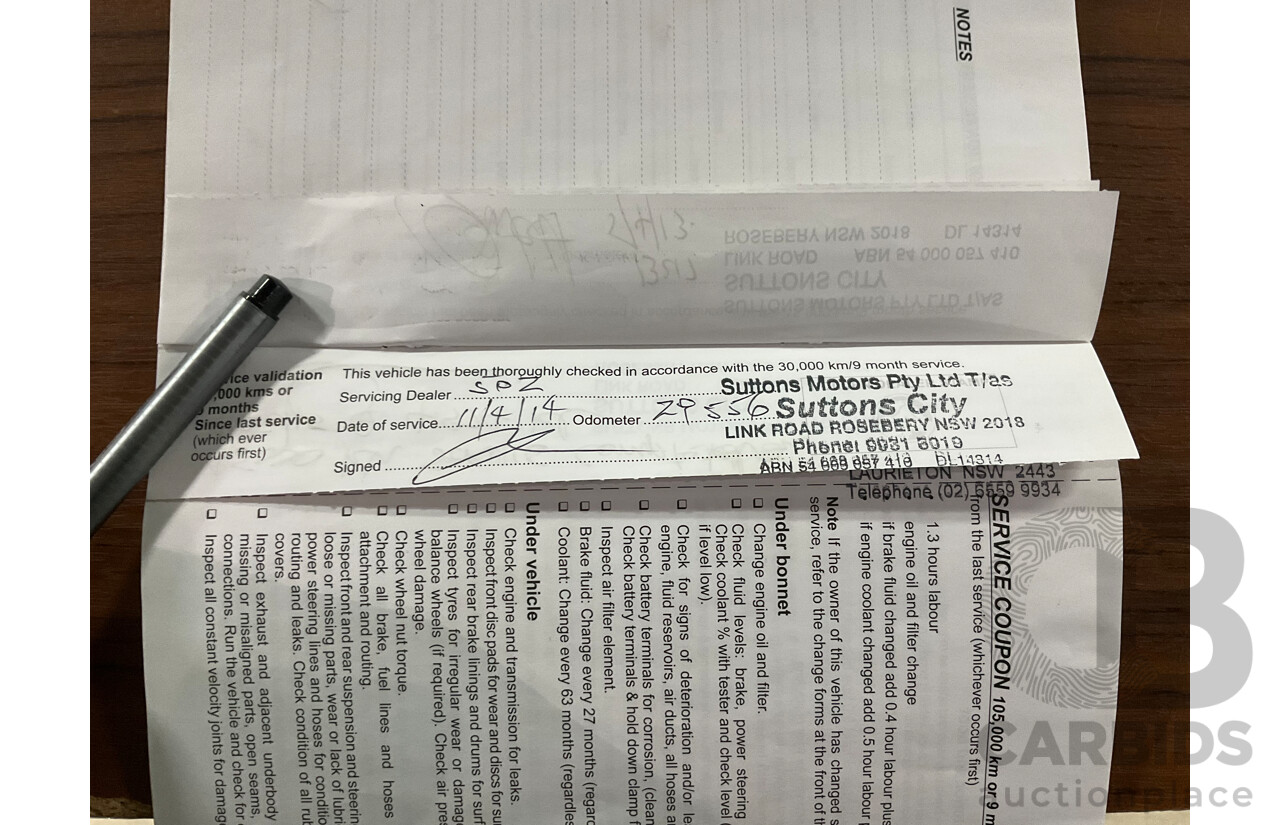 NOTES
ROSEBERY NSW 2018 DL 14314
LINK ROAD ABN 54 000 057 410
SUTTONS CITY
SUTTONS MOTORS PTY LTD T/AS
5/4/13
This vehicle has been thoroughly checked in accordance with the 30,000 km/9 month service.
validation
,000 kms or
months
Since last service
(which ever
occurs first)
Servicing Dealer
Date of service 11/4/14 Odometer 29556
Signed
Suttons Motors Pty Ltd T/as
Suttons City
LINK ROAD ROSEBERY NSW 2018
DL14314
LAURIETON NSW 2443
Telephone (02) 6559 9934
SERVICE COUPON 105,000 km or 9 m
from the last service (whichever occurs first)
1.3 hours labour
engine oil and filter change
if brake fluid changed add 0.4 hour labour plus
if engine coolant changed add 0.5 hour labour
Note If the owner of this vehicle has changed
service, refer to the change forms at the front of
Under bonnet
Change engine oil and filter.
Check fluid levels: brake, power steering
Check coolant % with tester and check level
if level low).
Check for signs of deterioration and/or
engine, fluid reservoirs, air ducts, all hoses
Check battery terminals for corrosion, (clean
Check battery terminals & hold down clamp
Inspect air filter element.
Brake fluid: Change every 27 months
Coolant: Change every 63 months
Under vehicle
Check engine and transmission for leaks.
Inspect front disc pads for wear and discs for
Inspect rear brake linings and drums for
Inspect tyres for irregular wear or
balance wheels (if required). Check air
wheel damage.
Check wheel nut torque.
Check all brake, fuel lines and hoses
attachment and routing.
Inspect front and rear suspension and
loose or missing parts, wear or lack of
power steering lines and hoses for
routing and leaks. Check condition of all
covers.
Inspect exhaust and adjacent underbody
missing or misaligned parts, open seams,
connections. Run the vehicle and check for
Inspect all constant velocity joints for
CARBIDS
auctionplace